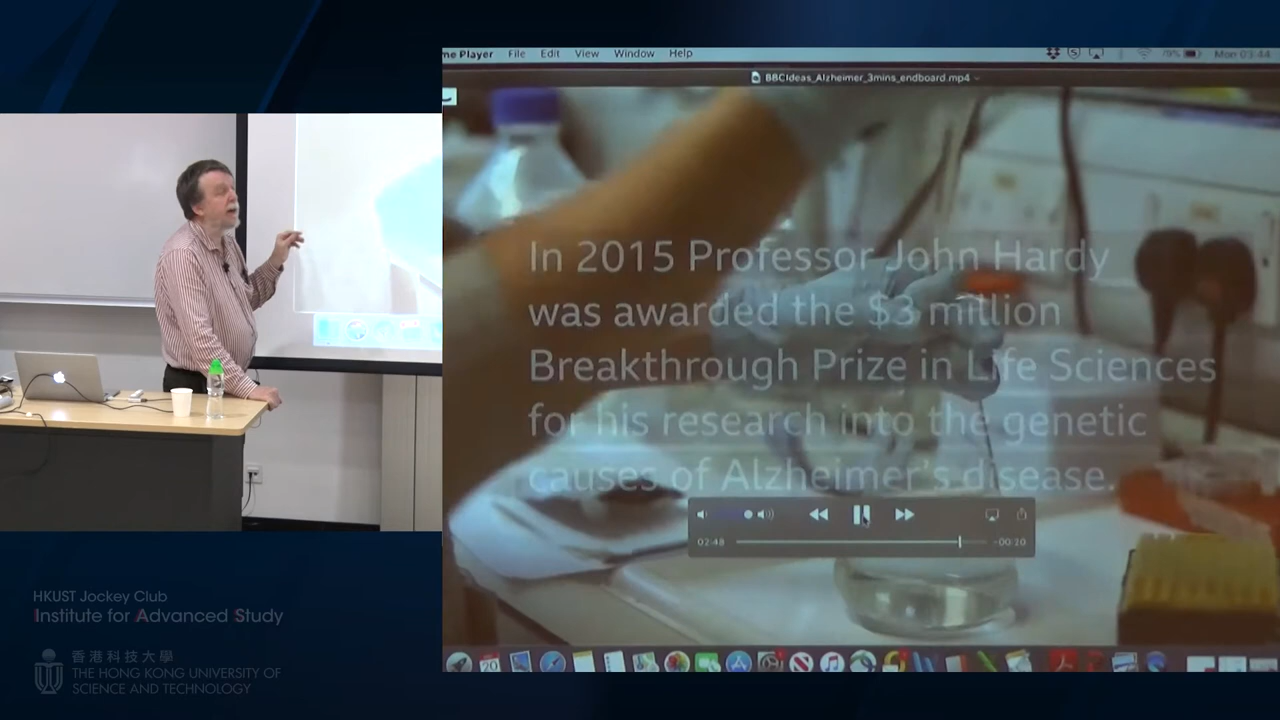 me Player File Edit View Window Help
79% Mon 03:44
BBCIdeas_Alzheimer_3mins_endboard.mp4
In 2015 Professor John Hardy
was awarded the $3 million
Breakthrough Prize in Life Sciences
for his research into the genetic
causes of Alzheimer's disease.
02:48 -00:20
20
HKUST Jockey Club
Institute for Advanced Study
香港科技大學
THE HONG KONG UNIVERSITY OF
SCIENCE AND TECHNOLOGY